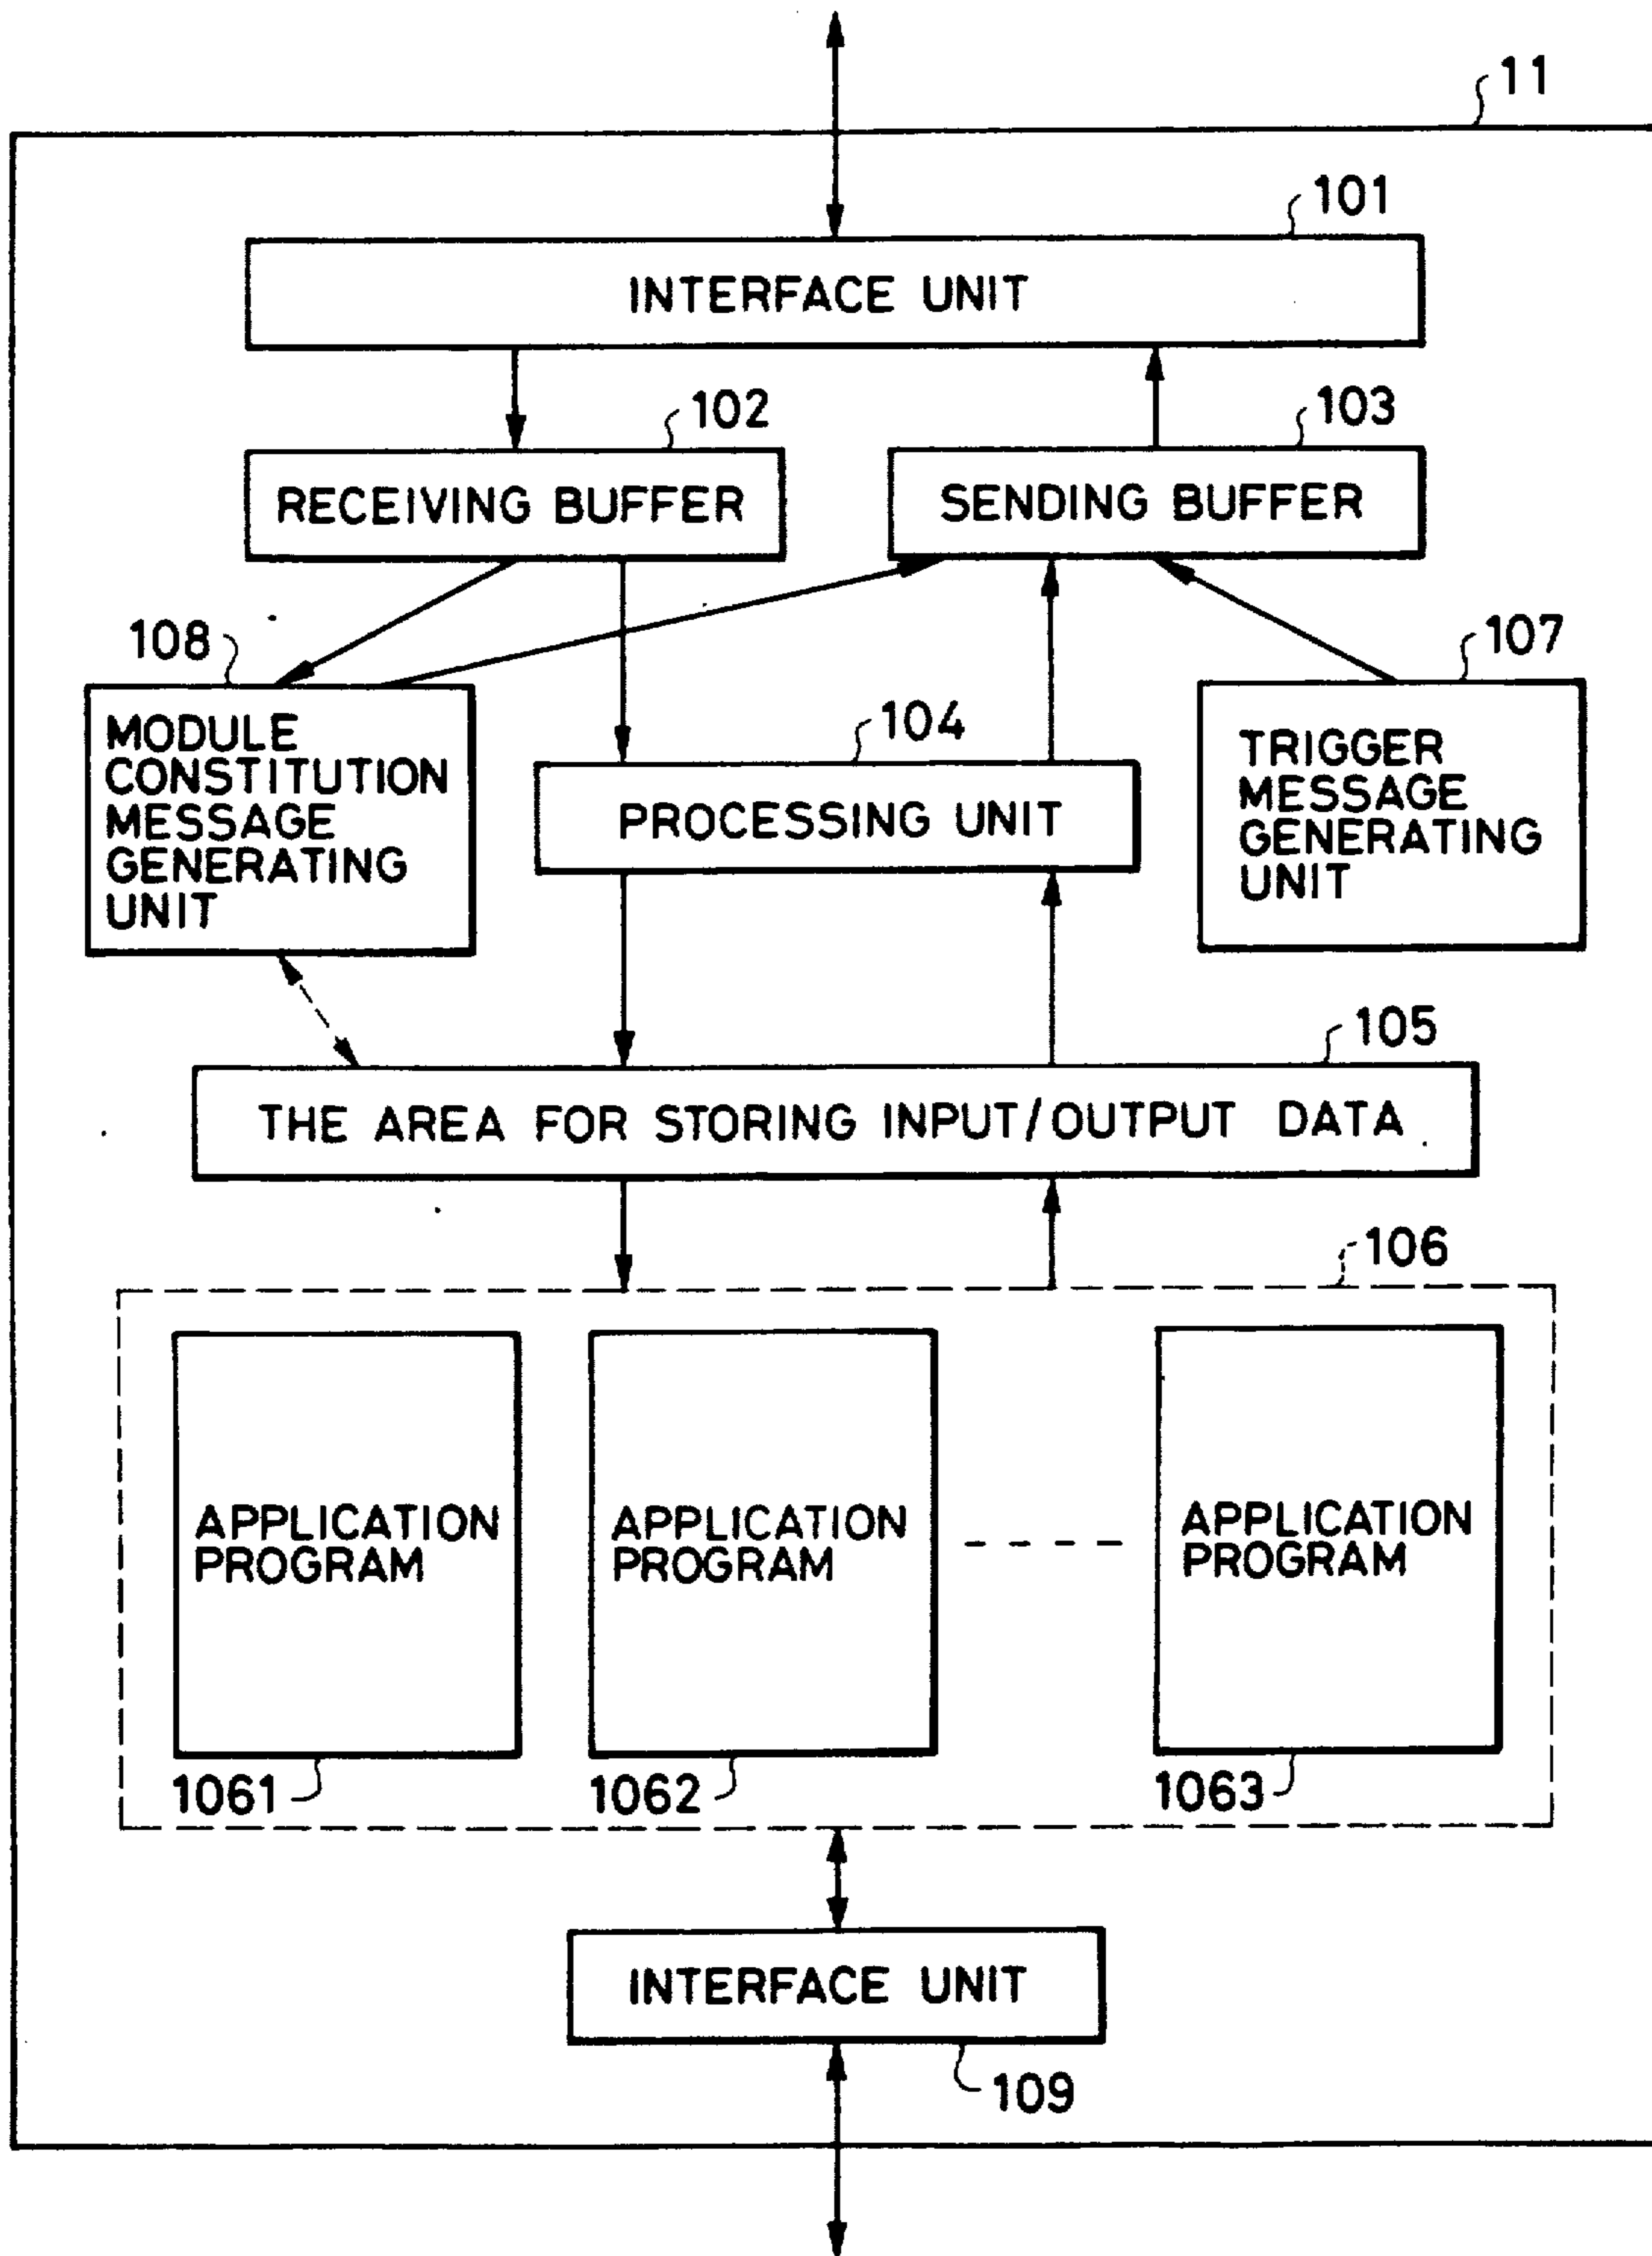 11
101
INTERFACE UNIT
102
103
RECEIVING BUFFER
SENDING BUFFER
108
107
MODULE
CONSTITUTION
MESSAGE
GENERATING
UNIT
104
PROCESSING UNIT
TRIGGER
MESSAGE
GENERATING
UNIT
105
THE AREA FOR STORING INPUT/OUTPUT DATA
106
APPLICATION
PROGRAM
APPLICATION
PROGRAM
APPLICATION
PROGRAM
1061
1062
1063
INTERFACE UNIT
109